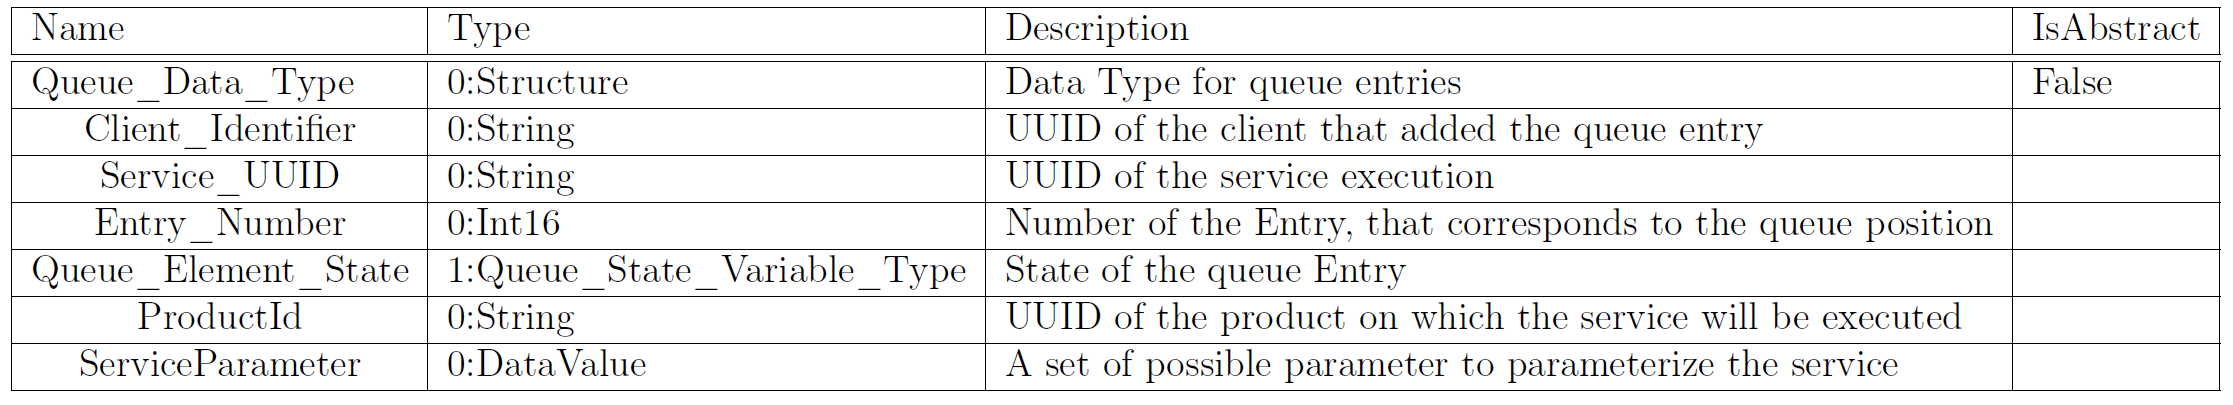 Name Type Description IsAbstract
Queue_Data_Type 0:Structure Data Type for queue entries False
Client_Identifier 0:String UUID of the client that added the queue entry
Service_UUID 0:String UUID of the service execution
Entry_Number 0:Int16 Number of the Entry, that corresponds to the queue position
Queue_Element_State 1:Queue_State_Variable_Type State of the queue Entry
ProductId 0:String UUID of the product on which the service will be executed
ServiceParameter 0:DataValue A set of possible parameter to parameterize the service